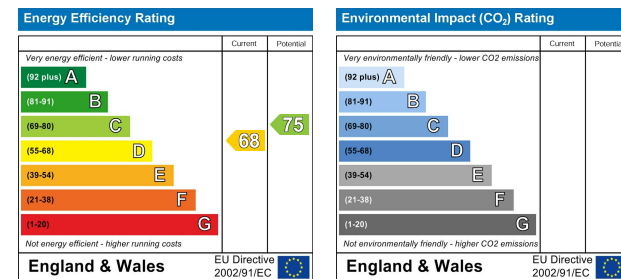 Energy Efficiency Rating
Current Potential
Very energy efficient - lower running costs
(92 plus) A
(81-91) B
(69-80) C
(55-68) D
(39-54) E
(21-38) F
(1-20) G
68
75
Not energy efficient - higher running costs
England & Wales
EU Directive
2002/91/EC
Environmental Impact (CO₂) Rating
Current Potential
Very environmentally friendly - lower CO2 emissions
(92 plus) A
(81-91) B
(69-80) C
(55-68) D
(39-54) E
(21-38) F
(1-20) G
Not environmentally friendly - higher CO2 emissions
England & Wales
EU Directive
2002/91/EC